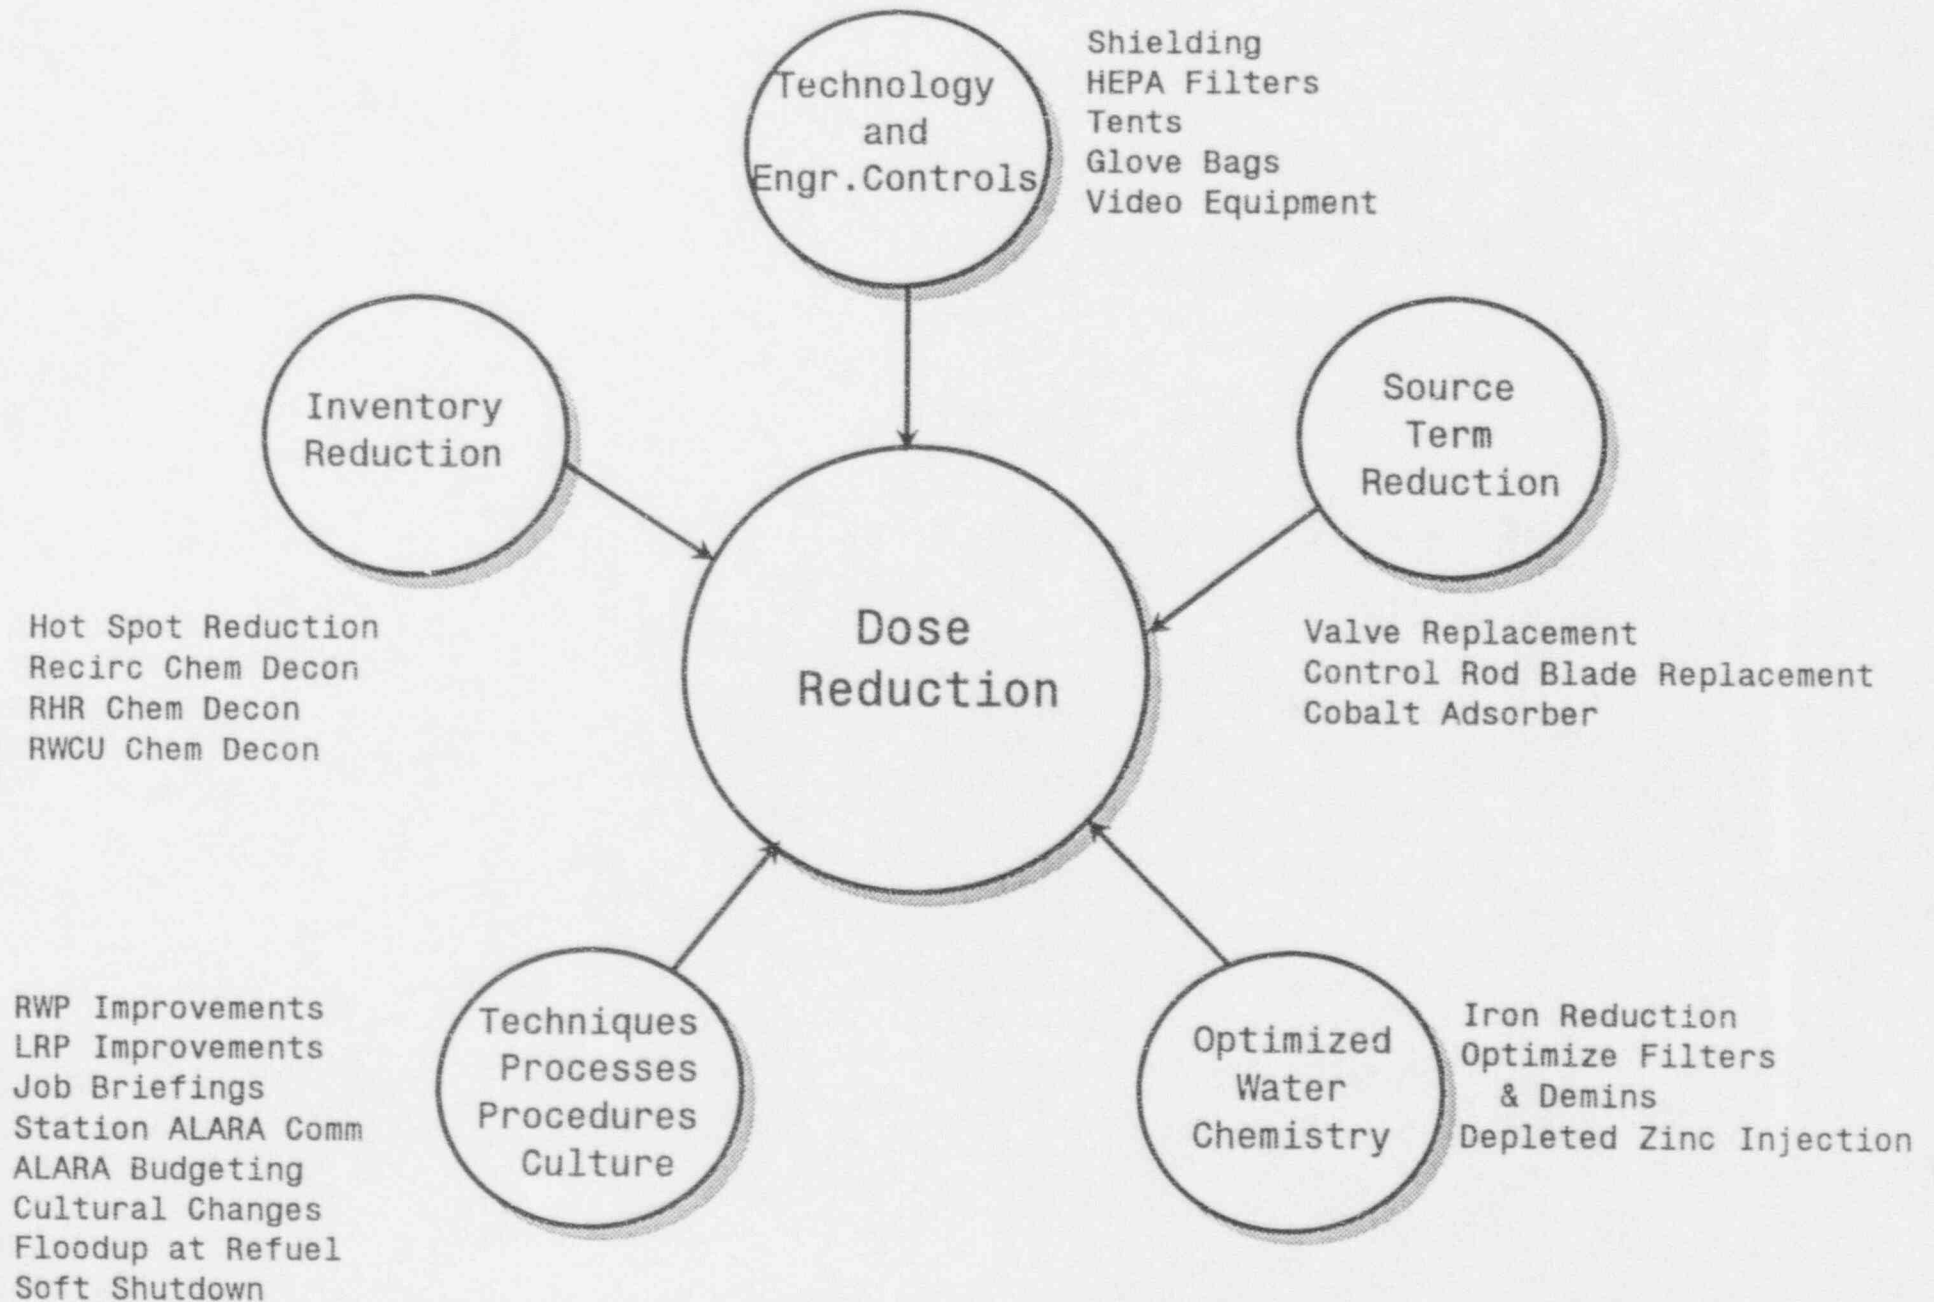 Technology
and
Engr.Controls
Shielding
HEPA Filters
Tents
Glove Bags
Video Equipment
Inventory
Reduction
Hot Spot Reduction
Recirc Chem Decon
RHR Chem Decon
RWCU Chem Decon
Source
Term
Reduction
Valve Replacement
Control Rod Blade Replacement
Cobalt Adsorber
Dose
Reduction
Techniques
Processes
Procedures
Culture
RWP Improvements
LRP Improvements
Job Briefings
Station ALARA Comm
ALARA Budgeting
Cultural Changes
Floodup at Refuel
Soft Shutdown
Optimized
Water
Chemistry
Iron Reduction
Optimize Filters
& Demins
Depleted Zinc Injection